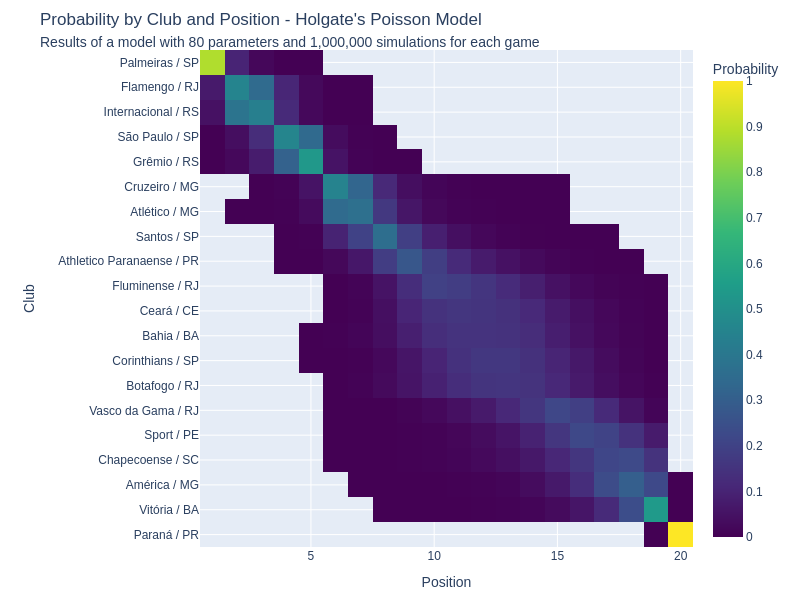 Probability by Club and Position - Holgate's Poisson Model
Results of a model with 80 parameters and 1,000,000 simulations for each game
Probability
Palmeiras / SP
Flamengo / RJ
Internacional / RS
São Paulo / SP
Grêmio / RS
Cruzeiro / MG
Atlético / MG
Santos / SP
Athletico Paranaense / PR
Fluminense / RJ
Ceará / CE
Bahia / BA
Corinthians / SP
Botafogo / RJ
Vasco da Gama / RJ
Sport / PE
Chapecoense / SC
América / MG
Vitória / BA
Paraná / PR
Club
5
10
15
20
Position
1
0.9
0.8
0.7
0.6
0.5
0.4
0.3
0.2
0.1
0